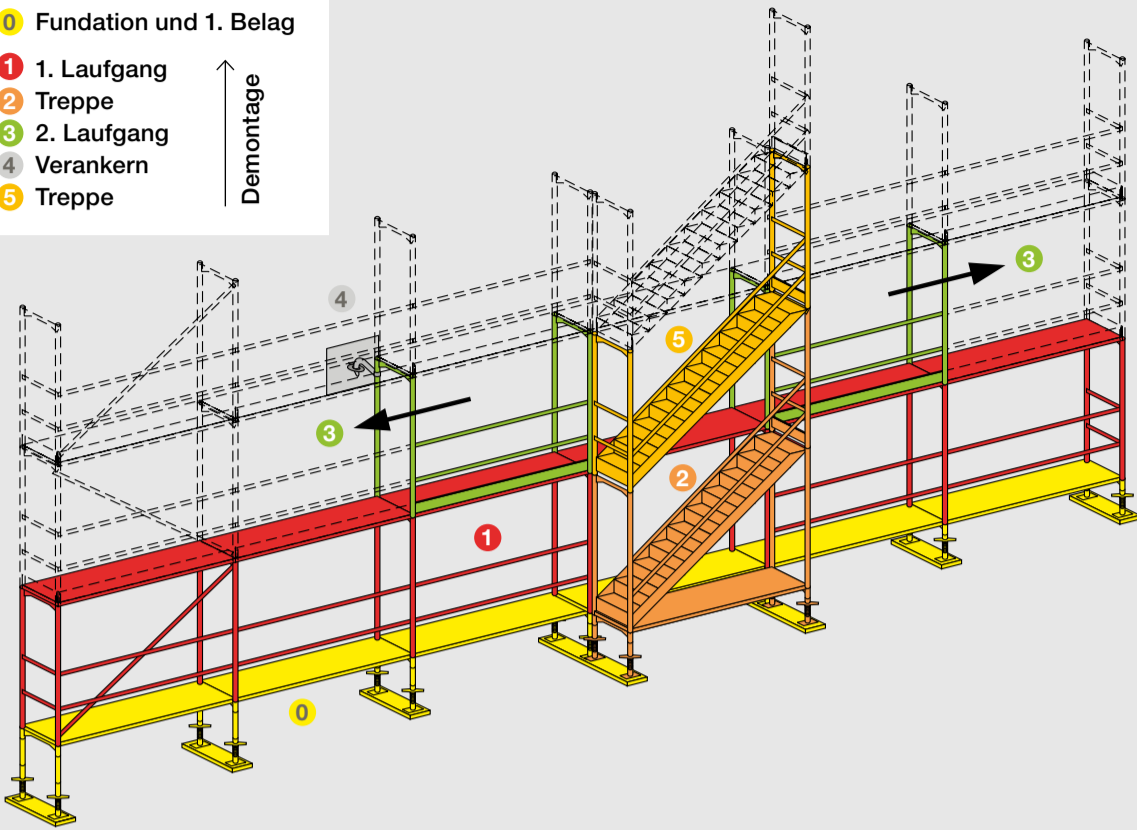 0 Fundation und 1. Belag
1 1. Laufgang
2 Treppe
3 2. Laufgang
4 Verankern
5 Treppe
Demontage
4
3
5
3
2
1
0